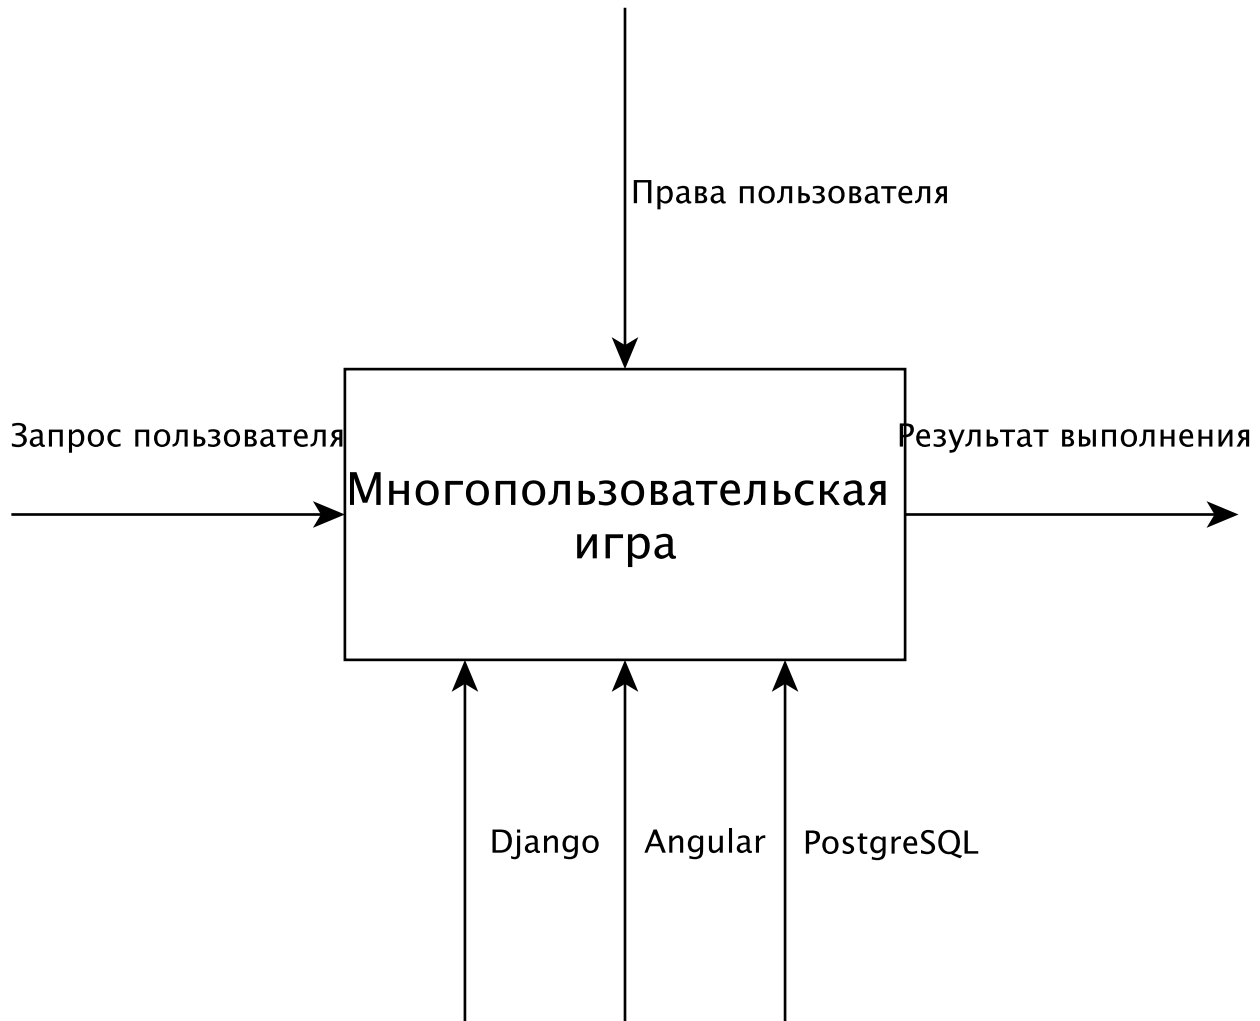 Права пользователя
Запрос пользователя
Результат выполнения
Многопользовательская
игра
Django
Angular
PostgreSQL